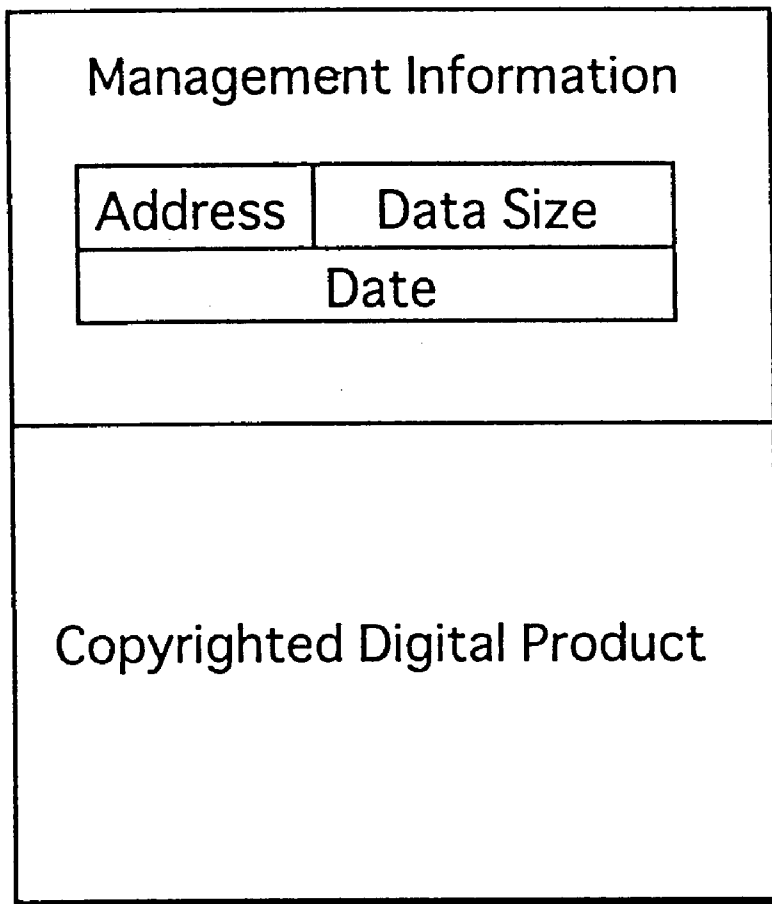 Management Information
Address Data Size
Date
Copyrighted Digital Product